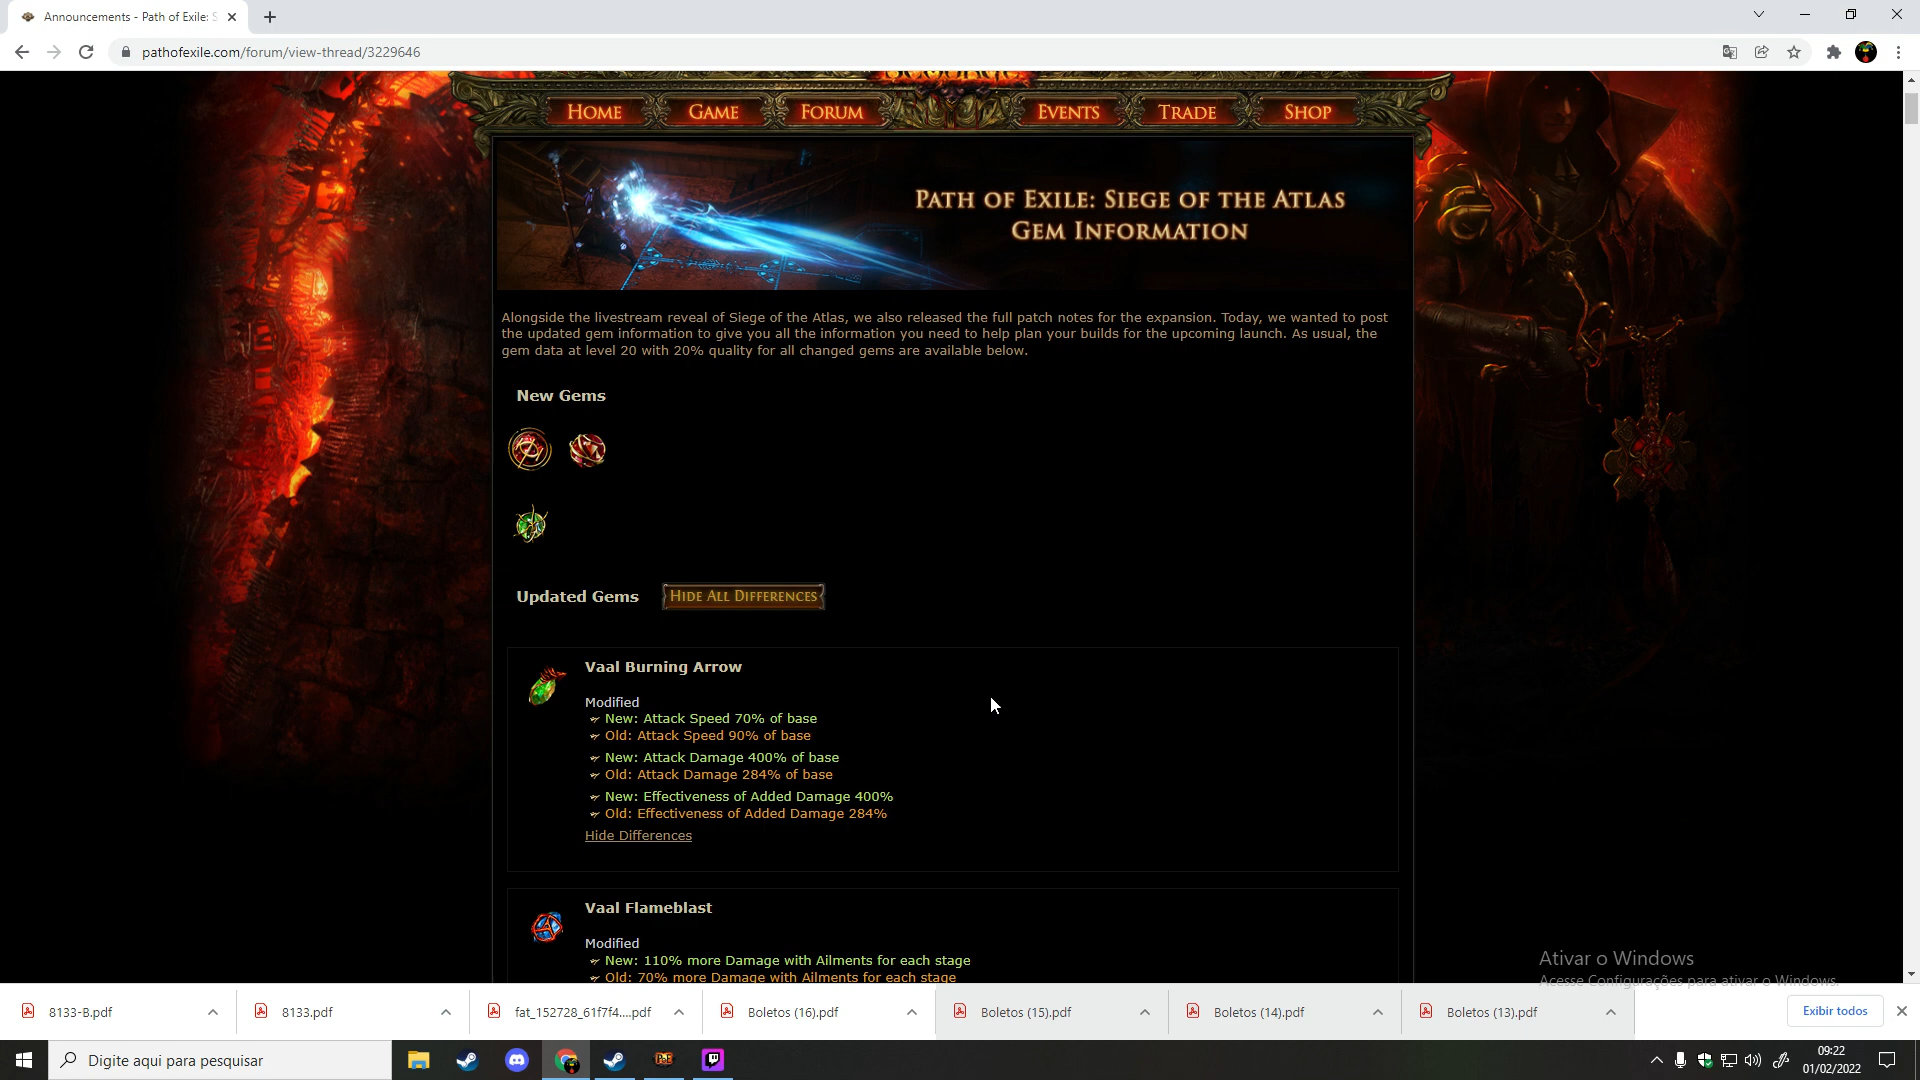 Announcements - Path of Exile: S
pathofexile.com/forum/view-thread/3229646
HOME
GAME
FORUM
EVENTS
TRADE
SHOP
PATH OF EXILE: SIEGE OF THE ATLAS
GEM INFORMATION
Alongside the livestream reveal of Siege of the Atlas, we also released the full patch notes for the expansion. Today, we wanted to post
the updated gem information to give you all the information you need to help plan your builds for the upcoming launch. As usual, the
gem data at level 20 with 20% quality for all changed gems are available below.
New Gems
Updated Gems
HIDE ALL DIFFERENCES
Vaal Burning Arrow
Modified
New: Attack Speed 70% of base
Old: Attack Speed 90% of base
New: Attack Damage 400% of base
Old: Attack Damage 284% of base
New: Effectiveness of Added Damage 400%
Old: Effectiveness of Added Damage 284%
Hide Differences
Vaal Flameblast
Modified
New: 110% more Damage with Ailments for each stage
Old: 70% more Damage with Ailments for each stage
Ativar o Windows
Acesse Configurações para ativar o Windows.
8133-B.pdf
8133.pdf
fat_152728_61f7f4....pdf
Boletos (16).pdf
Boletos (15).pdf
Boletos (14).pdf
Boletos (13).pdf
Exibir todos
Digite aqui para pesquisar
PoE
09:22
01/02/2022